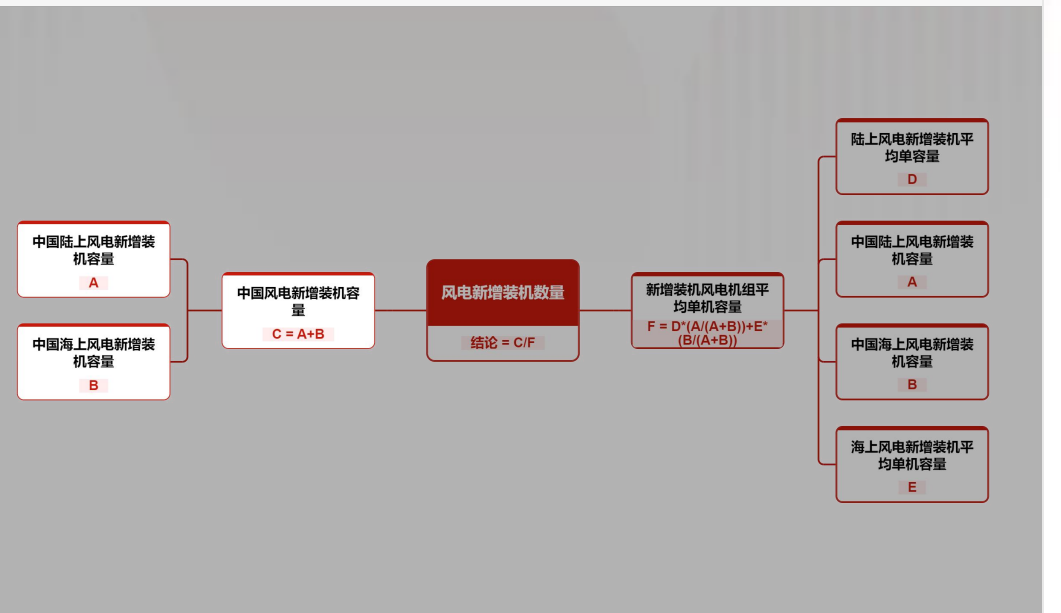 陆上风电新增装机平
均单容量
D
中国陆上风电新增装
机容量
A
中国陆上风电新增装
机容量
A
中国风电新增装机容
量
C = A+B
风电新增装机数量
结论 = C/F
新增装机风电机组平
均单机容量
F = D*(A/(A+B))+E*
(B/(A+B))
中国海上风电新增装
机容量
B
中国海上风电新增装
机容量
B
海上风电新增装机平
均单机容量
E